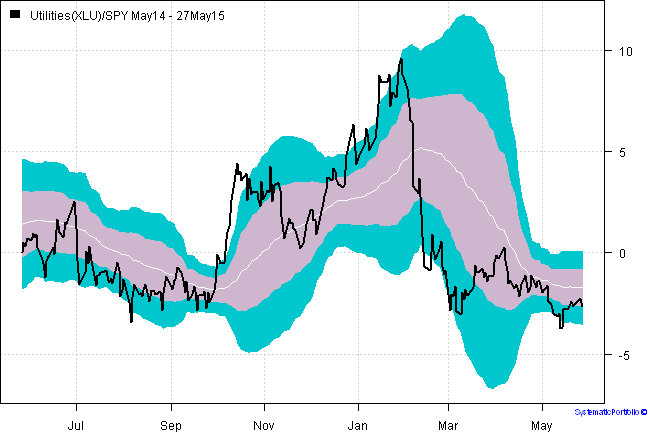 Utilities(XLU)/SPY May14 - 27May15
10
5
0
-5
Jul Sep Nov Jan Mar May
SystematicPortfolio ©